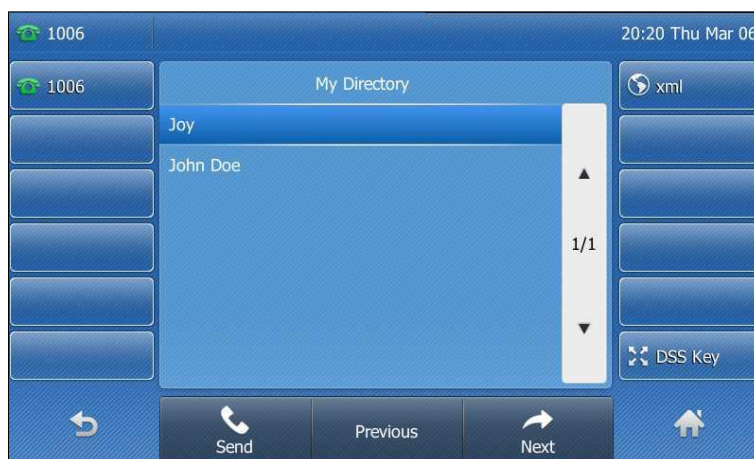 1006
20:20 Thu Mar 06
1006
My Directory
xml
Joy
John Doe
1/1
DSS Key
Send
Previous
Next